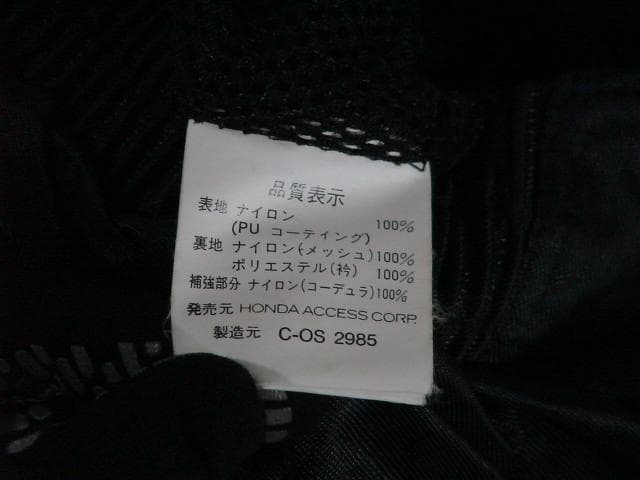 品質表示
表地 ナイロン 100%
(PU コーティング)
裏地 ナイロン(メッシュ) 100%
ポリエステル(衿) 100%
補強部分 ナイロン(コーデュラ) 100%
発売元 HONDA ACCESS CORP.
製造元 C-OS 2985